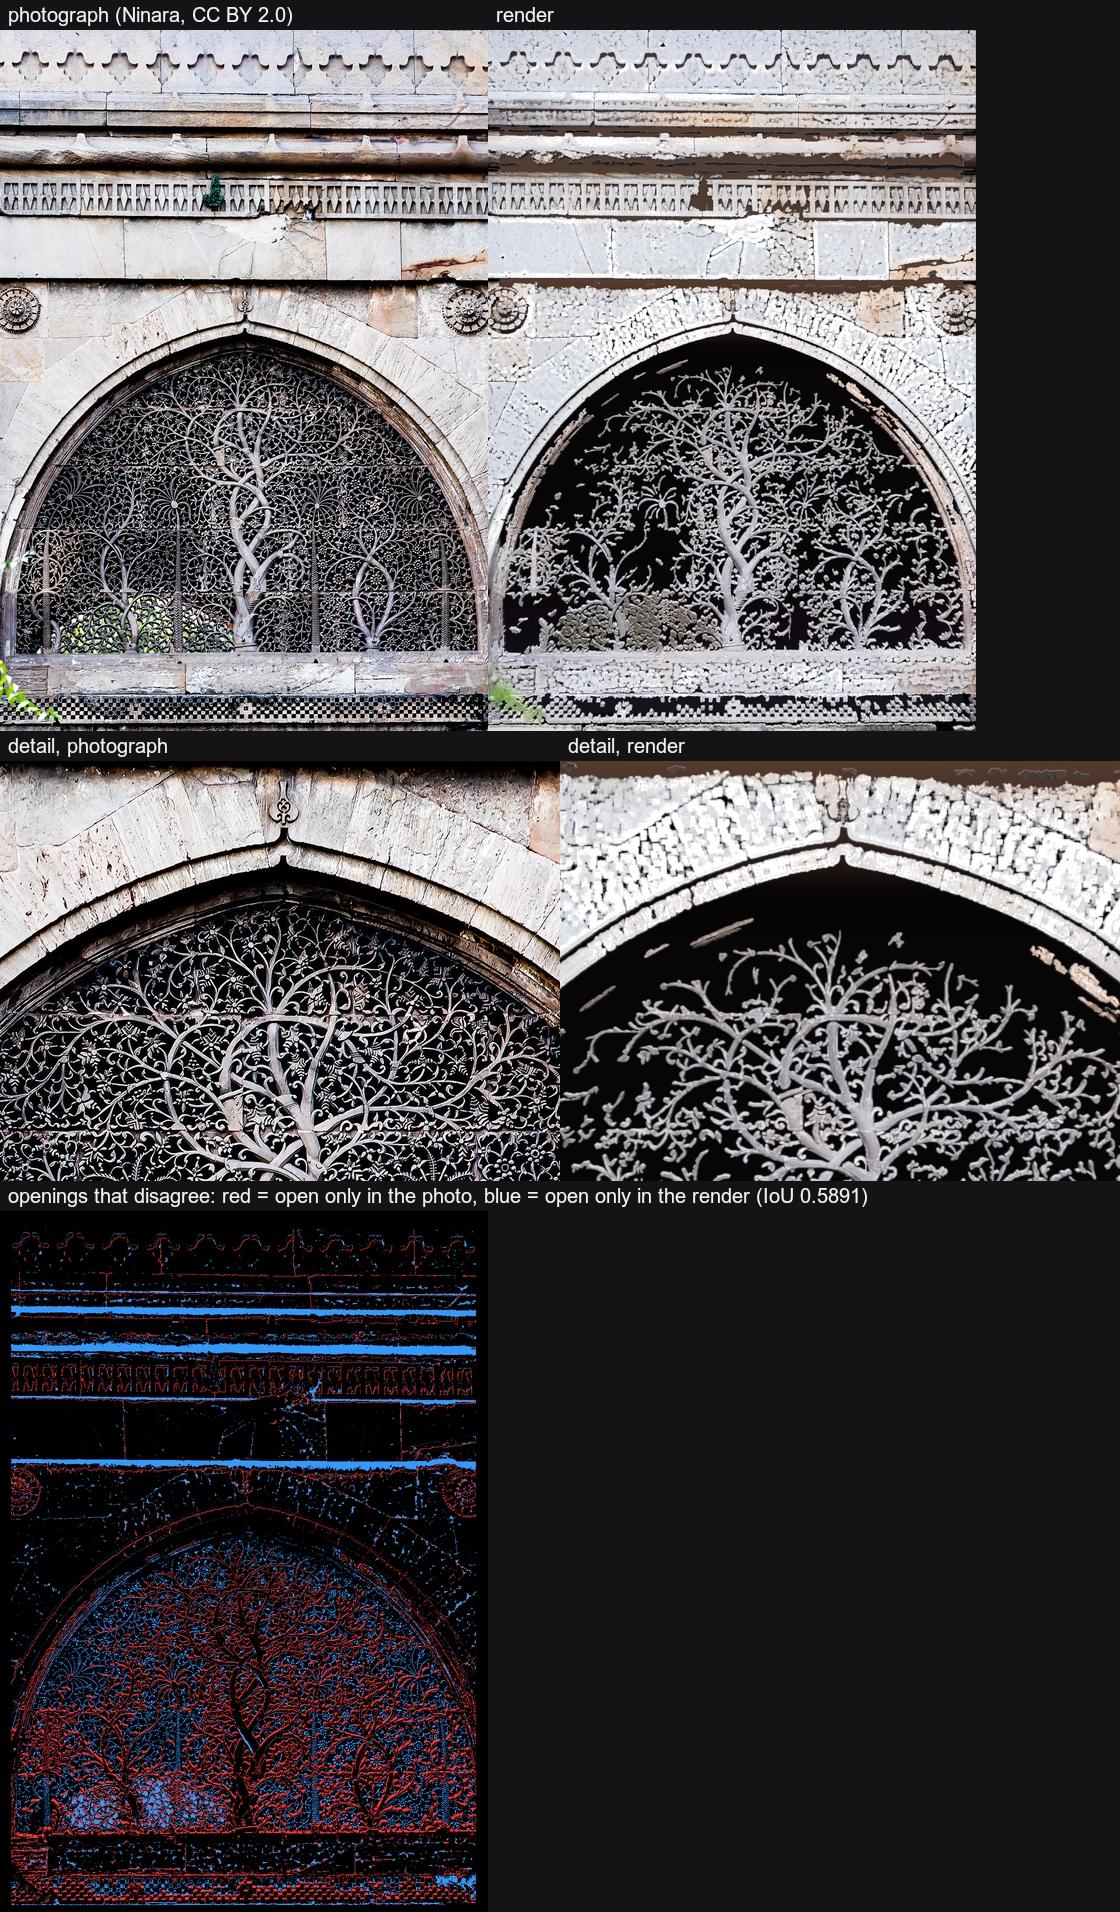 photograph (Ninara, CC BY 2.0)
render
detail, photograph
detail, render
openings that disagree: red = open only in the photo, blue = open only in the render (IoU 0.5891)